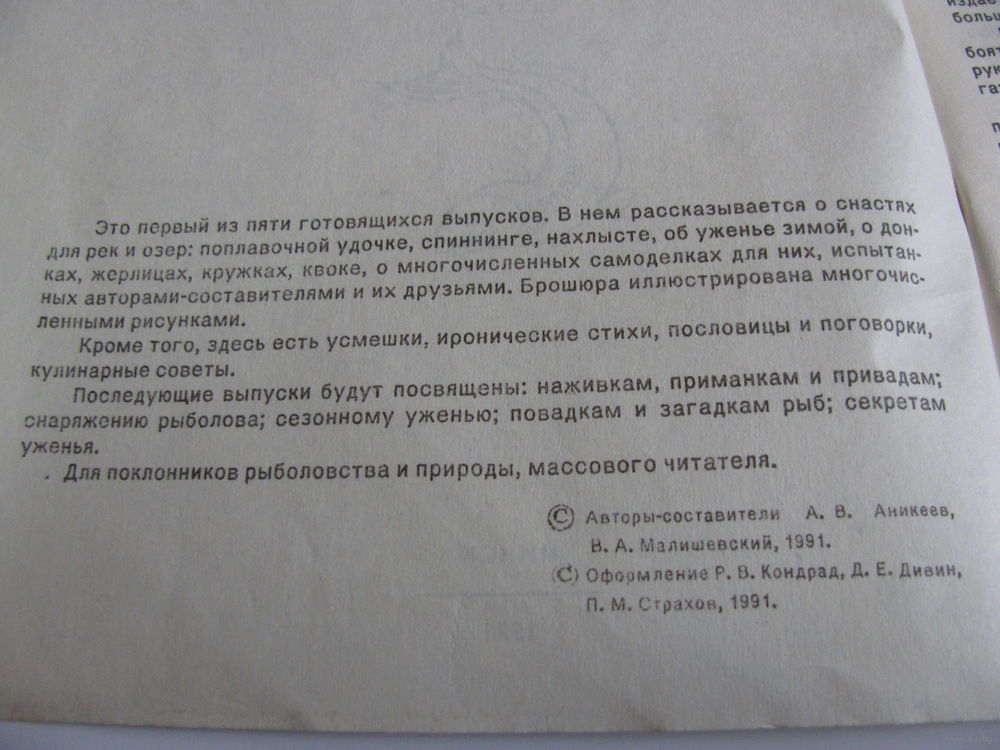 Это первый из пяти готовящихся выпусков. В нем рассказывается о снастях
для рек и озер: поплавочной удочке, спиннинге, нахлысте, об уженье зимой, о дон-
ках, жерлицах, кружках, квоке, о многочисленных самоделках для них, испытан-
ных авторами-составителями и их друзьями. Брошюра иллюстрирована многочис-
ленными рисунками.
Кроме того, здесь есть усмешки, иронические стихи, пословицы и поговорки,
кулинарные советы.
Последующие выпуски будут посвящены: наживкам, приманкам и привадам;
снаряжению рыболова; сезонному уженью; повадкам и загадкам рыб; секретам
уженья.
Для поклонников рыболовства и природы, массового читателя.
© Авторы-составители А. В. Аникеев,
В. А. Малишевский, 1991.
(С) Оформление Р. В. Кондрад, Д. Е. Дивин,
П. М. Страхов, 1991.